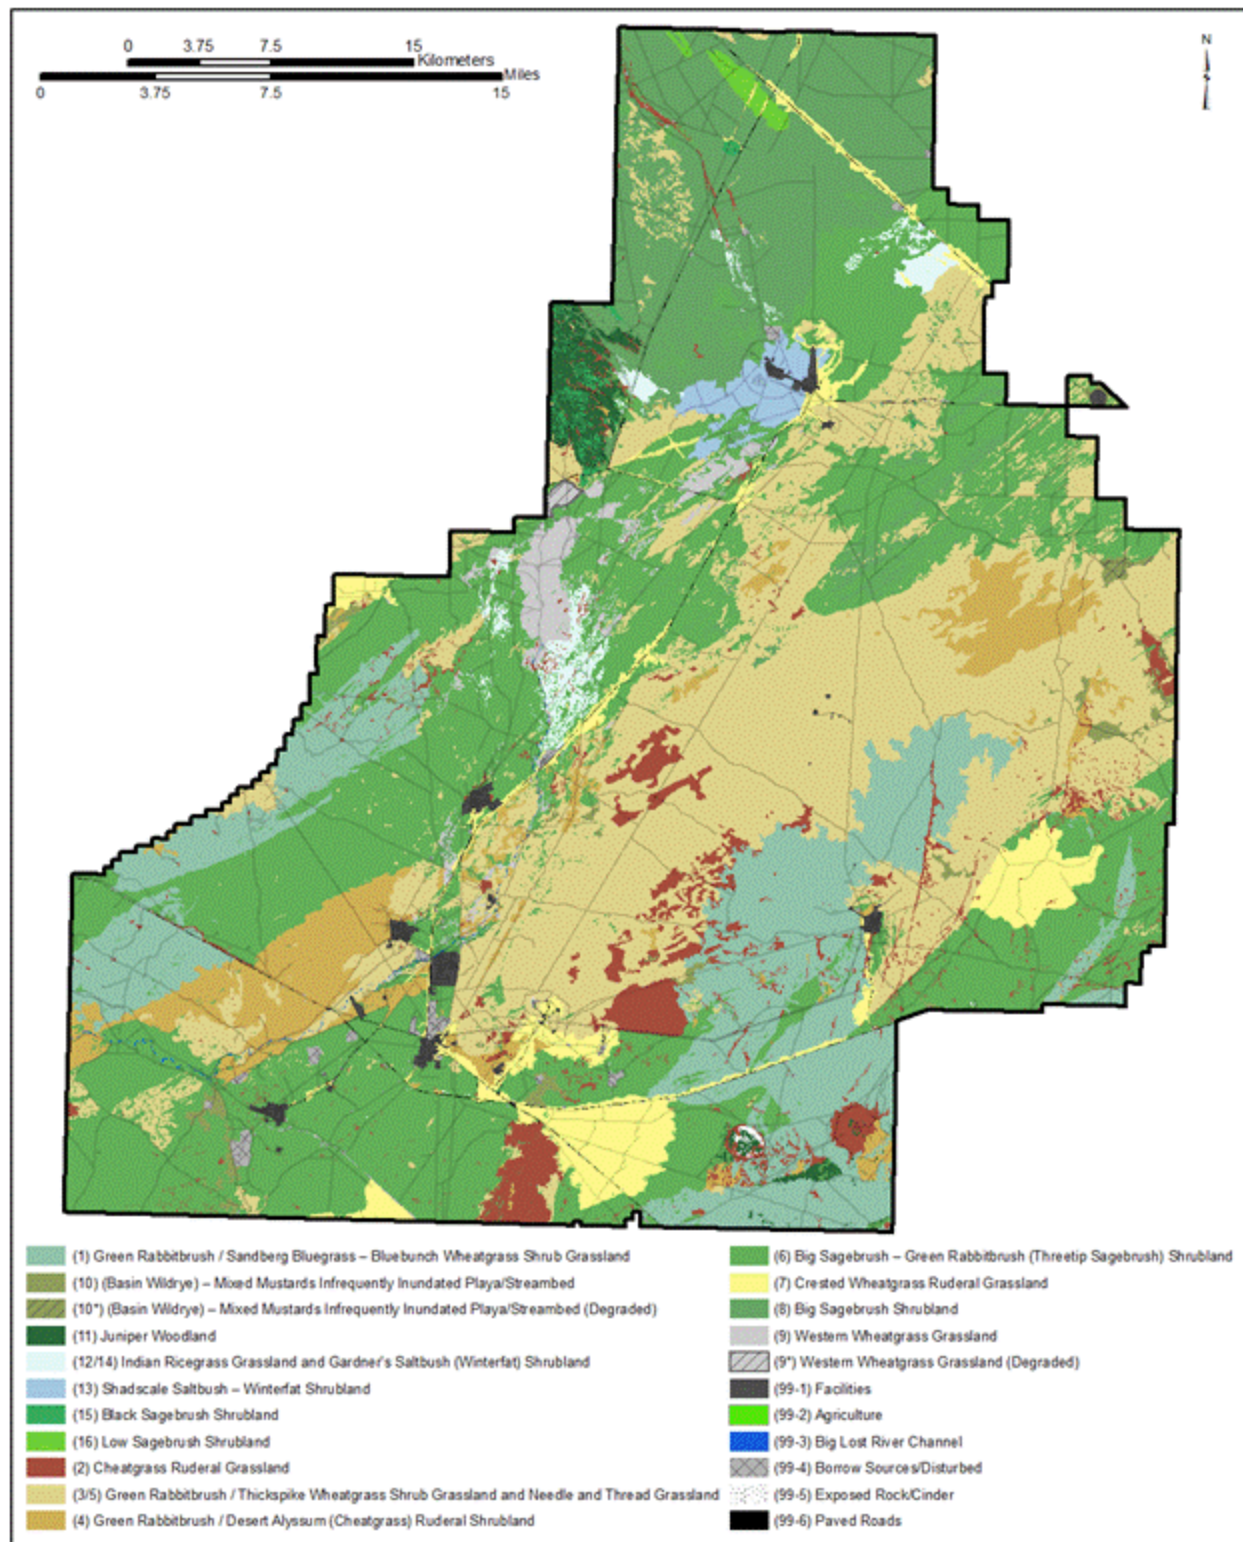 0 3.75 7.5 15
Kilometers
Miles
0 3.75 7.5 15
N
(1) Green Rabbitbrush / Sandberg Bluegrass – Bluebunch Wheatgrass Shrub Grassland
(10) (Basin Wildrye) – Mixed Mustards Infrequently Inundated Playa/Streambed
(10*) (Basin Wildrye) – Mixed Mustards Infrequently Inundated Playa/Streambed (Degraded)
(11) Juniper Woodland
(12/14) Indian Ricegrass Grassland and Gardner's Saltbush (Winterfat) Shrubland
(13) Shadscale Saltbush – Winterfat Shrubland
(15) Black Sagebrush Shrubland
(16) Low Sagebrush Shrubland
(2) Cheatgrass Ruderal Grassland
(3/5) Green Rabbitbrush / Thickspike Wheatgrass Shrub Grassland and Needle and Thread Grassland
(4) Green Rabbitbrush / Desert Alyssum (Cheatgrass) Ruderal Shrubland
(6) Big Sagebrush – Green Rabbitbrush (Threetip Sagebrush) Shrubland
(7) Crested Wheatgrass Ruderal Grassland
(8) Big Sagebrush Shrubland
(9) Western Wheatgrass Grassland
(9*) Western Wheatgrass Grassland (Degraded)
(99-1) Facilities
(99-2) Agriculture
(99-3) Big Lost River Channel
(99-4) Borrow Sources/Disturbed
(99-5) Exposed Rock/Cinder
(99-6) Paved Roads